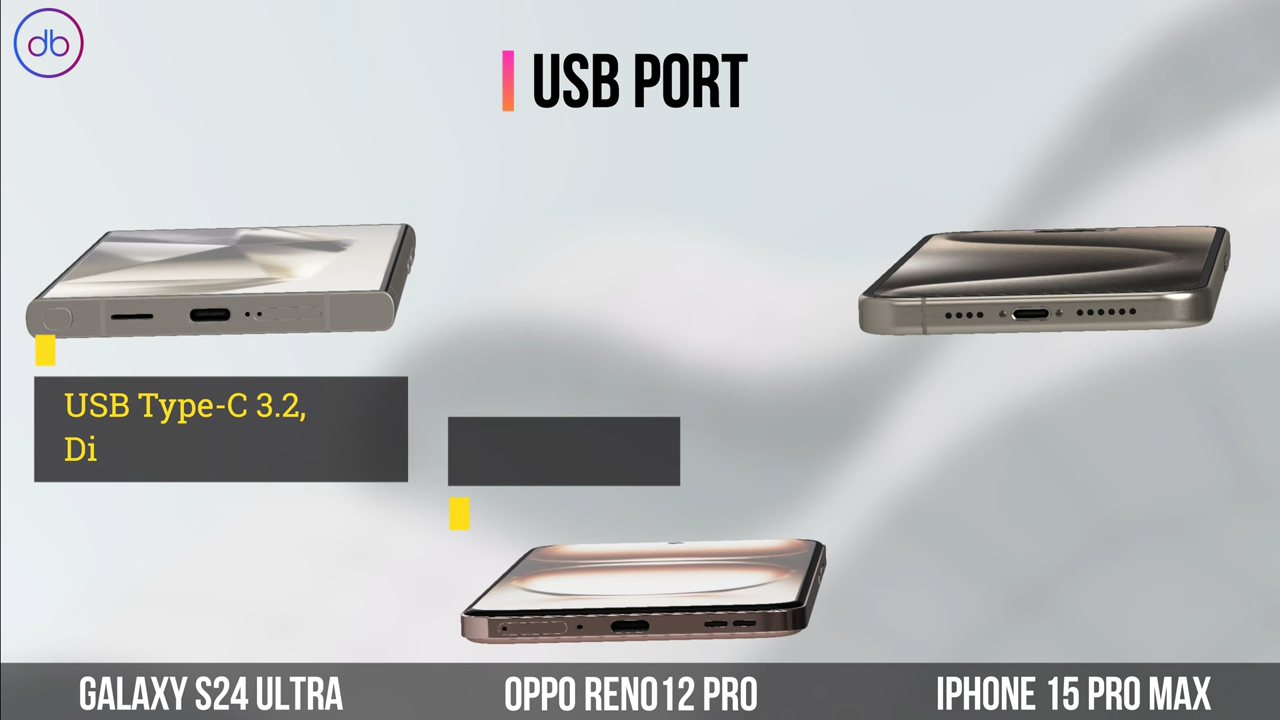 db
USB PORT
USB Type-C 3.2,
Di
GALAXY S24 ULTRA
OPPO RENO12 PRO
IPHONE 15 PRO MAX